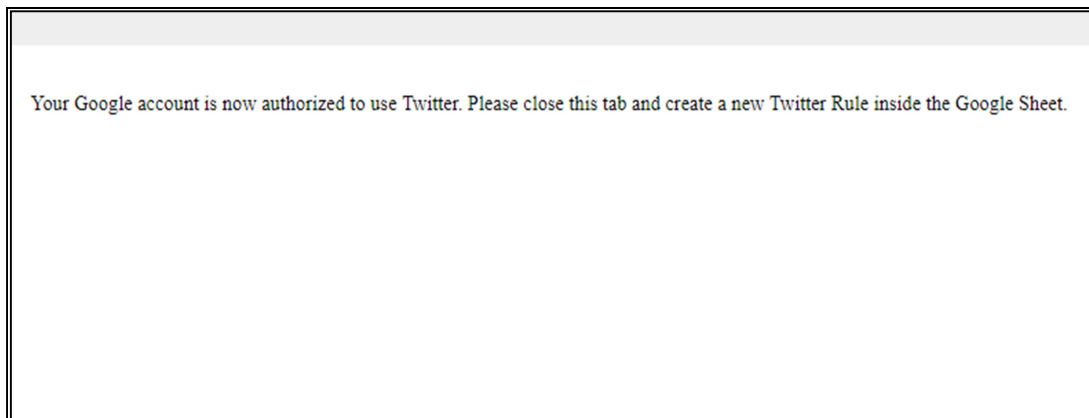 Your Google account is now authorized to use Twitter. Please close this tab and create a new Twitter Rule inside the Google Sheet.